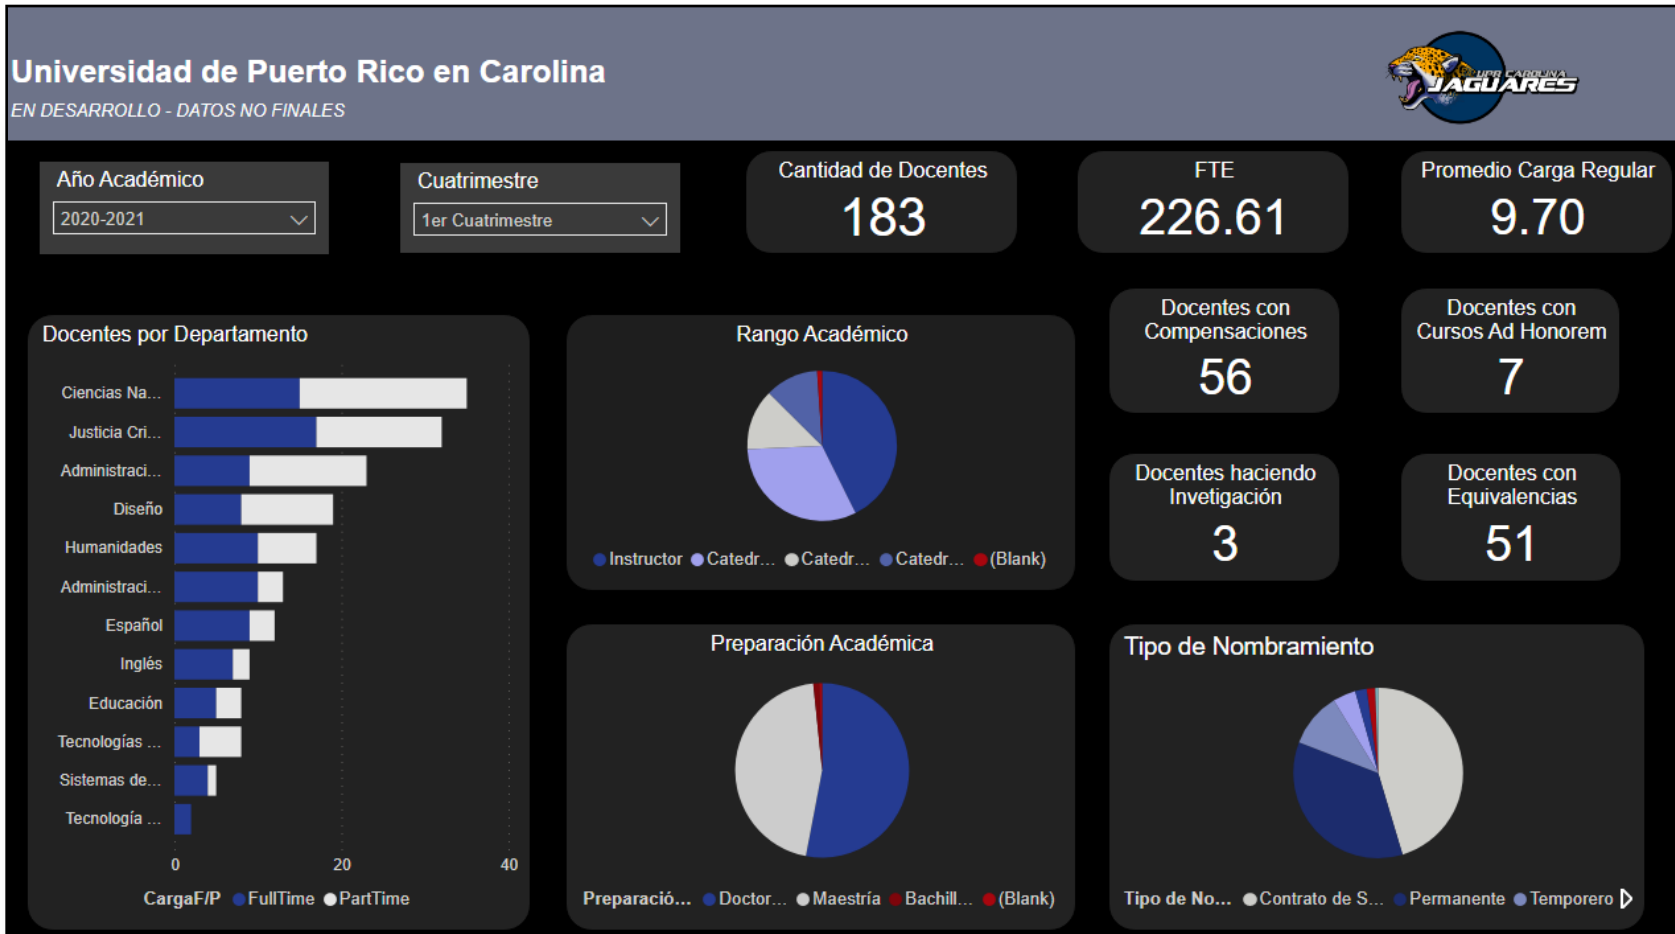 Universidad de Puerto Rico en Carolina
EN DESARROLLO - DATOS NO FINALES
UPR CAROLINA
JAGUARES
Año Académico
2020-2021
Cuatrimestre
1er Cuatrimestre
Cantidad de Docentes
183
FTE
226.61
Promedio Carga Regular
9.70
Docentes por Departamento
Ciencias Na...
Justicia Cri...
Administraci...
Diseño
Humanidades
Administraci...
Español
Inglés
Educación
Tecnologías ...
Sistemas de...
Tecnología ...
0 20 40
CargaF/P FullTime PartTime
Rango Académico
Instructor Catedr... Catedr... Catedr... (Blank)
Docentes con
Compensaciones
56
Docentes con
Cursos Ad Honorem
7
Docentes haciendo
Invetigación
3
Docentes con
Equivalencias
51
Preparación Académica
Preparació... Doctor... Maestría Bachill... (Blank)
Tipo de Nombramiento
Tipo de No... Contrato de S... Permanente Temporero